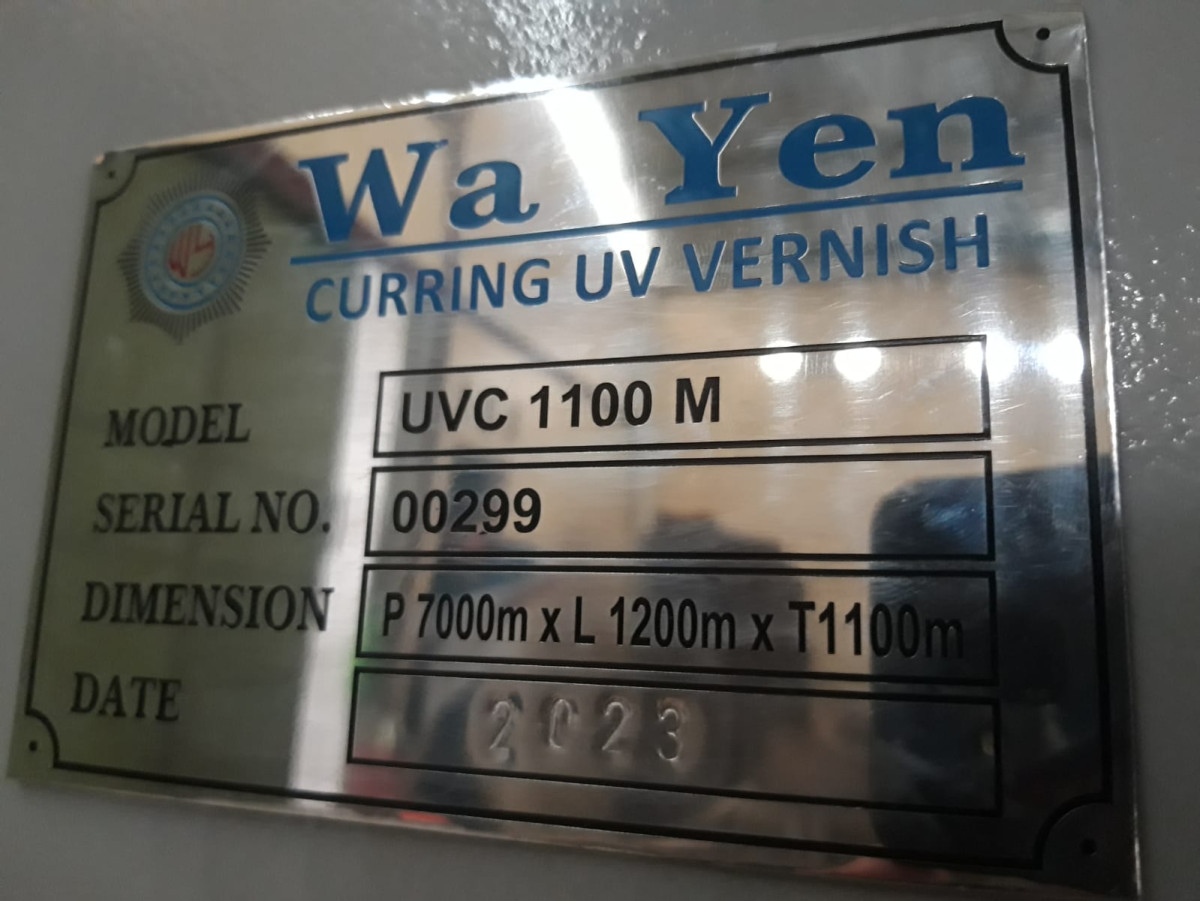 Wa Yen
CURRING UV VERNISH
MODEL UVC 1100 M
SERIAL NO. 00299
DIMENSION P 7000m x L 1200m x T1100m
DATE 2023